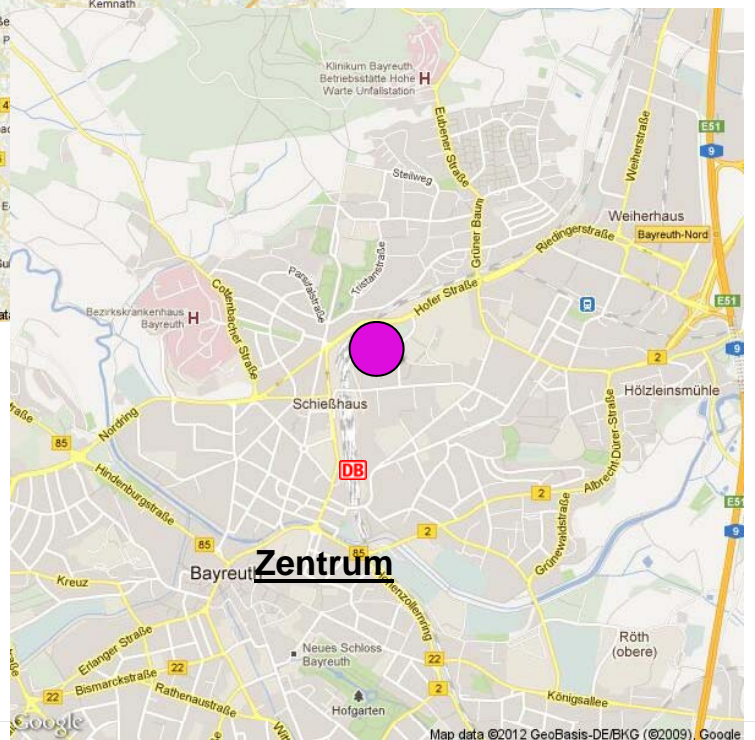 Kemnath
Klinikum Bayreuth
Betriebsstätte Hohe
Warte Unfallstation
H
E51
9
Eubener Straße
Weiherstraße
Steilweg
Grüner Baum
Weiherhaus
Bayreuth-Nord
Riedingerstraße
Tristanstraße
Parsifalstraße
Cottenbacher Straße
Hofer Straße
E51
Bezirkskrankenhaus
Bayreuth
H
9
2
Hölzleinsmühle
Schießhaus
Nordring
85
Hindenburgstraße
DB
Albrecht-Dürer-Straße
2
E51
9
Grünewaldstraße
2
85
85
Zentrum
Bayreuth
Kreuz
Hohenzollernring
Erlanger Straße
Neues Schloss
Bayreuth
Röth
(obere)
22
22
22
2
Bismarckstraße
Rathenaustraße
Hofgarten
Königsallee
Google
Map data ©2012 GeoBasis-DE/BKG (©2009), Google